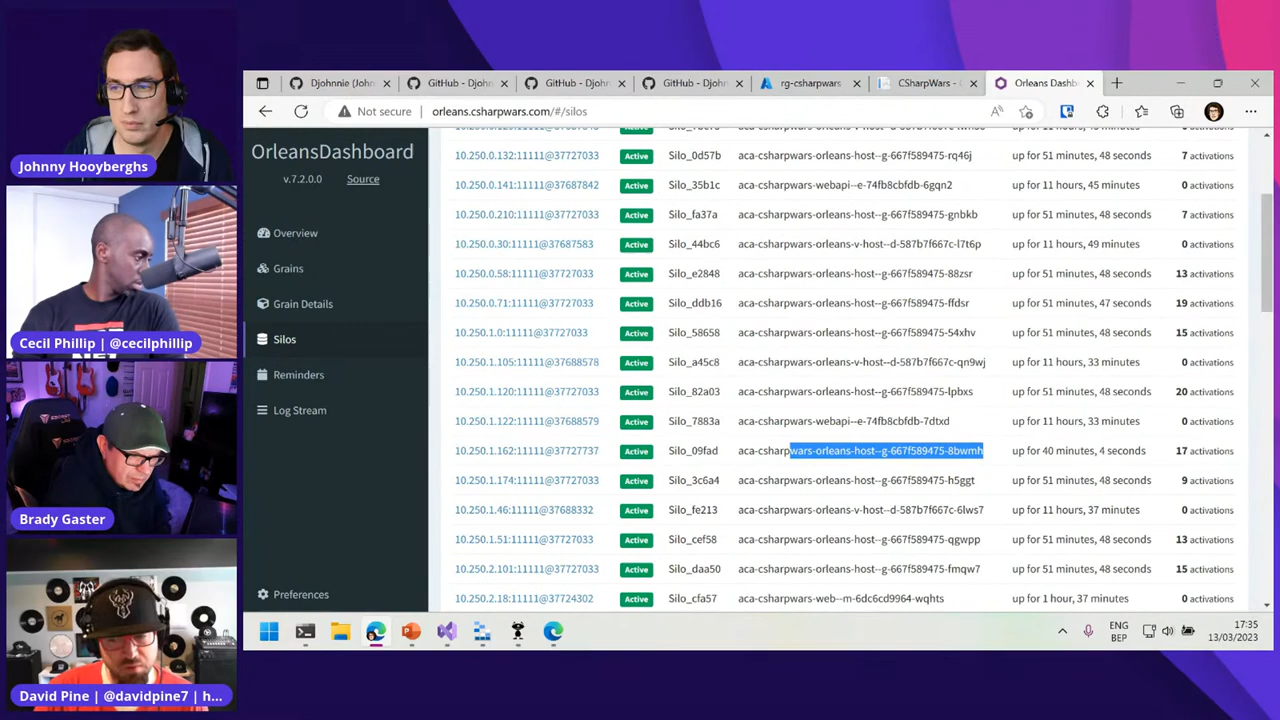 Johnny Hooyberghs
Cecil Phillip | @cecilphillip
Brady Gaster
David Pine | @davidpine7 | h...
Djohnnie (John
GitHub - Djohn
GitHub - Djohn
GitHub - Djohn
rg-csharpwars
CSharpWars -
Orleans Dashb
Not secure
orleans.csharpwars.com/#/silos
OrleansDashboard
v.7.2.0.0 Source
Overview
Grains
Grain Details
Silos
Reminders
Log Stream
Preferences
10.250.0.132:11111@37727033 Active Silo_0d57b aca-csharpwars-orleans-host--g-667f589475-rq46j up for 51 minutes, 48 seconds 7 activations
10.250.0.141:11111@37687842 Active Silo_35b1c aca-csharpwars-webapi--e-74fb8cbfdb-6gqn2 up for 11 hours, 45 minutes 0 activations
10.250.0.210:11111@37727033 Active Silo_fa37a aca-csharpwars-orleans-host--g-667f589475-gnbkb up for 51 minutes, 48 seconds 7 activations
10.250.0.30:11111@37687583 Active Silo_44bc6 aca-csharpwars-orleans-v-host--d-587b7f667c-l7t6p up for 11 hours, 49 minutes 0 activations
10.250.0.58:11111@37727033 Active Silo_e2848 aca-csharpwars-orleans-host--g-667f589475-88zsr up for 51 minutes, 48 seconds 13 activations
10.250.0.71:11111@37727033 Active Silo_ddb16 aca-csharpwars-orleans-host--g-667f589475-ffdsr up for 51 minutes, 47 seconds 19 activations
10.250.1.0:11111@37727033 Active Silo_58658 aca-csharpwars-orleans-host--g-667f589475-54xhv up for 51 minutes, 48 seconds 15 activations
10.250.1.105:11111@37688578 Active Silo_a45c8 aca-csharpwars-orleans-v-host--d-587b7f667c-qn9wj up for 11 hours, 33 minutes 0 activations
10.250.1.120:11111@37727033 Active Silo_82a03 aca-csharpwars-orleans-host--g-667f589475-lpbxs up for 51 minutes, 48 seconds 20 activations
10.250.1.122:11111@37688579 Active Silo_7883a aca-csharpwars-webapi--e-74fb8cbfdb-7dtxd up for 11 hours, 33 minutes 0 activations
10.250.1.162:11111@37727737 Active Silo_09fad aca-csharpwars-orleans-host--g-667f589475-8bwmh up for 40 minutes, 4 seconds 17 activations
10.250.1.174:11111@37727033 Active Silo_3c6a4 aca-csharpwars-orleans-host--g-667f589475-h5ggt up for 51 minutes, 48 seconds 9 activations
10.250.1.46:11111@37688332 Active Silo_fe213 aca-csharpwars-orleans-v-host--d-587b7f667c-6lws7 up for 11 hours, 37 minutes 0 activations
10.250.1.51:11111@37727033 Active Silo_cef58 aca-csharpwars-orleans-host--g-667f589475-qgwpp up for 51 minutes, 48 seconds 13 activations
10.250.2.101:11111@37727033 Active Silo_daa50 aca-csharpwars-orleans-host--g-667f589475-fmqw7 up for 51 minutes, 48 seconds 15 activations
10.250.2.18:11111@37724302 Active Silo_cfa57 aca-csharpwars-web--m-6dc6cd9964-wqhts up for 1 hour, 37 minutes 0 activations
ENG
BEP
17:35
13/03/2023